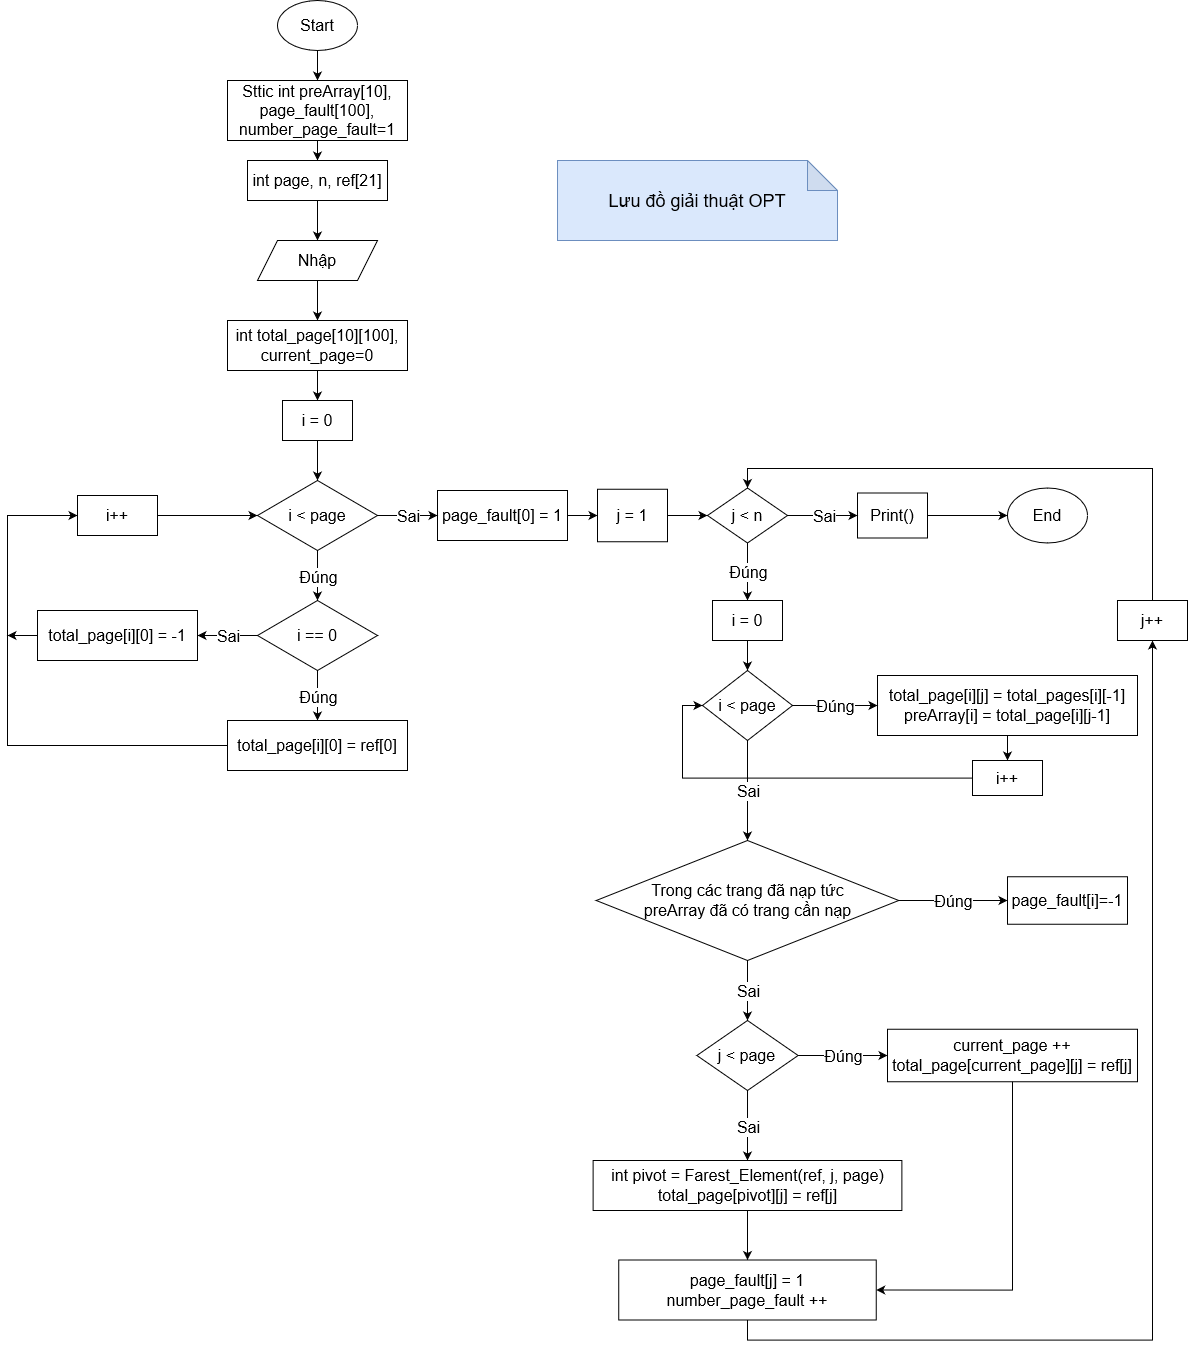 Start
Sttic int preArray[10],
page_fault[100],
number_page_fault=1
int page, n, ref[21]
Lưu đồ giải thuật OPT
Nhập
int total_page[10][100],
current_page=0
i = 0
i++
i < page
Sai
page_fault[0] = 1
j = 1
j < n
Sai
Print()
End
Đúng
Đúng
total_page[i][0] = -1
Sai
i == 0
i = 0
j++
Đúng
total_page[i][0] = ref[0]
i < page
Đúng
total_page[i][j] = total_pages[i][-1]
preArray[i] = total_page[i][j-1]
i++
Sai
Trong các trang đã nạp tức
preArray đã có trang cần nạp
Đúng
page_fault[i]=-1
Sai
j < page
Đúng
current_page ++
total_page[current_page][j] = ref[j]
Sai
int pivot = Farest_Element(ref, j, page)
total_page[pivot][j] = ref[j]
page_fault[j] = 1
number_page_fault ++